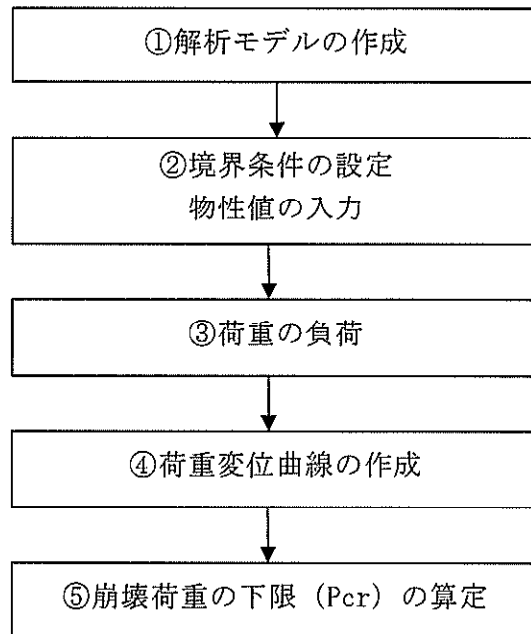 ①解析モデルの作成
②境界条件の設定
物性値の入力
③荷重の負荷
④荷重変位曲線の作成
⑤崩壊荷重の下限（Pcr）の算定